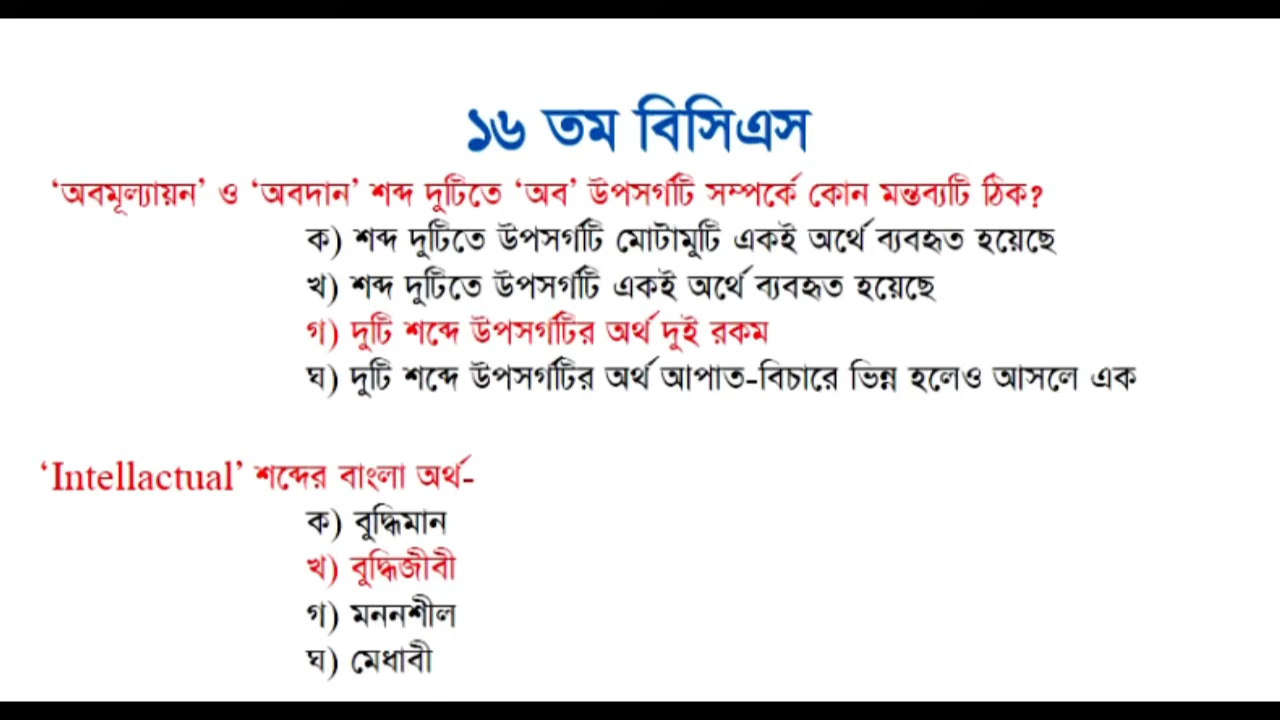 ১৬ তম বিসিএস
‘অবমূল্যায়ন’ ও ‘অবদান’ শব্দ দুটিতে ‘অব’ উপসর্গটি সম্পর্কে কোন মন্তব্যটি ঠিক?
ক) শব্দ দুটিতে উপসর্গটি মোটামুটি একই অর্থে ব্যবহৃত হয়েছে
খ) শব্দ দুটিতে উপসর্গটি একই অর্থে ব্যবহৃত হয়েছে
গ) দুটি শব্দে উপসর্গটির অর্থ দুই রকম
ঘ) দুটি শব্দে উপসর্গটির অর্থ আপাত-বিচারে ভিন্ন হলেও আসলে এক
‘Intellactual’ শব্দের বাংলা অর্থ-
ক) বুদ্ধিমান
খ) বুদ্ধিজীবী
গ) মননশীল
ঘ) মেধাবী